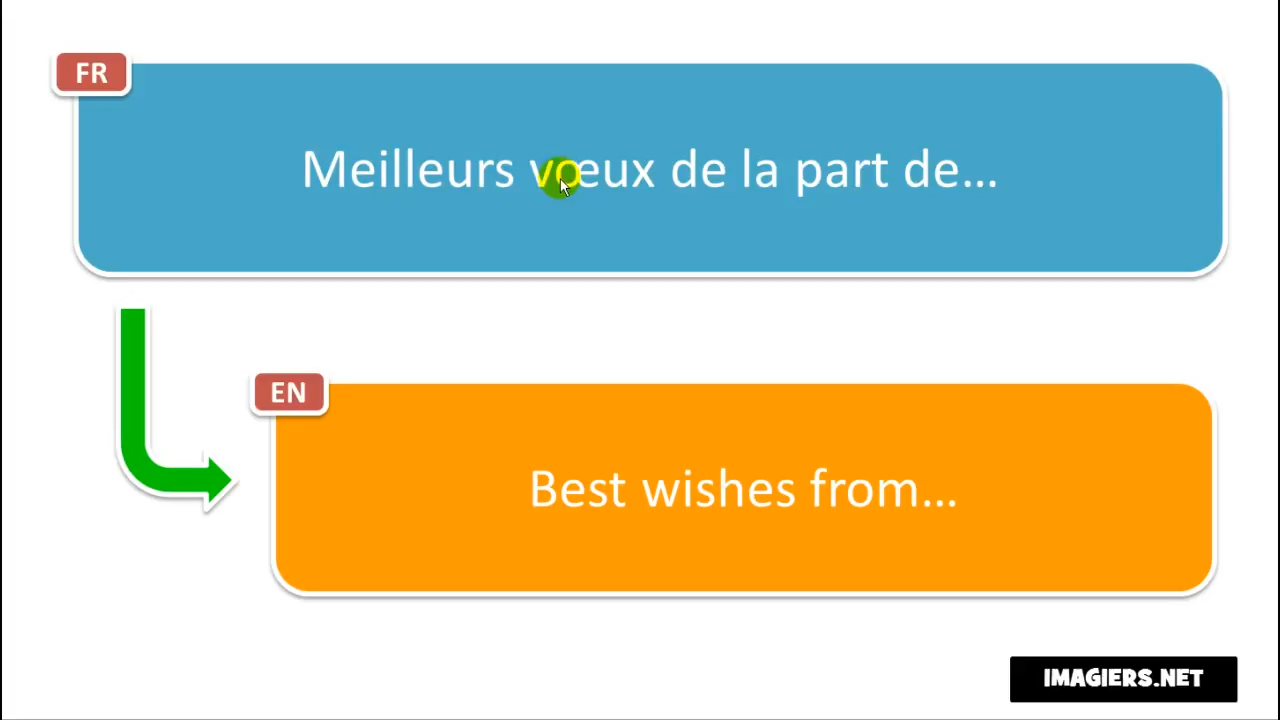 FR
Meilleurs vœux de la part de...
EN
Best wishes from...
IMAGIERS.NET